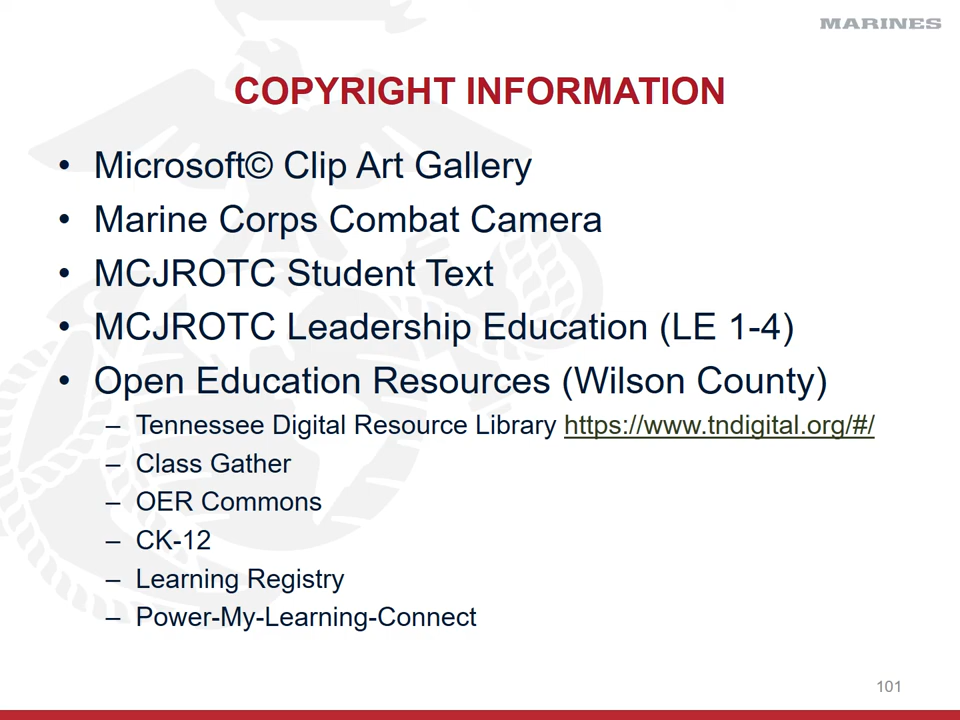 MARINES
COPYRIGHT INFORMATION
• Microsoft© Clip Art Gallery
• Marine Corps Combat Camera
• MCJROTC Student Text
• MCJROTC Leadership Education (LE 1-4)
• Open Education Resources (Wilson County)
– Tennessee Digital Resource Library https://www.tndigital.org/#/
– Class Gather
– OER Commons
– CK-12
– Learning Registry
– Power-My-Learning-Connect
101